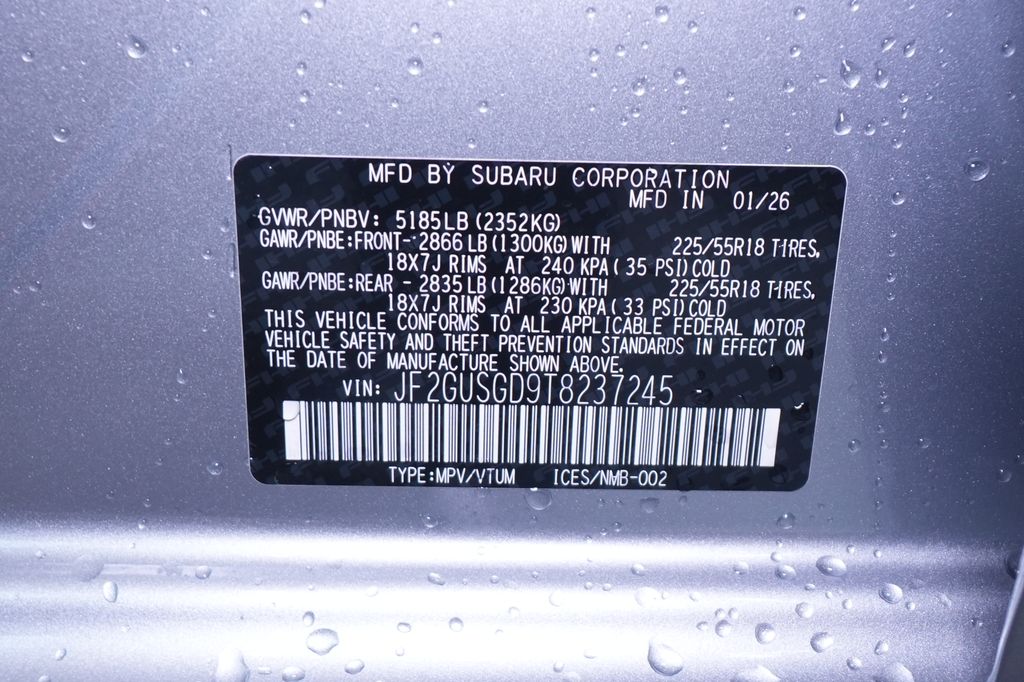 MFD BY SUBARU CORPORATION
MFD IN 01/26
GVWR/PNBV: 5185LB (2352KG)
GAWR/PNBE:FRONT- 2866 LB (1300KG) WITH 225/55R18 TIRES,
18X7J RIMS AT 240 KPA ( 35 PSI) COLD
GAWR/PNBE:REAR - 2835 LB (1286KG) WITH 225/55R18 TIRES,
18X7J RIMS AT 230 KPA ( 33 PSI) COLD
THIS VEHICLE CONFORMS TO ALL APPLICABLE FEDERAL MOTOR
VEHICLE SAFETY AND THEFT PREVENTION STANDARDS IN EFFECT ON
THE DATE OF MANUFACTURE SHOWN ABOVE.
VIN: JF2GUSGD9T8237245
TYPE:MPV/VTUM ICES/NMB-002